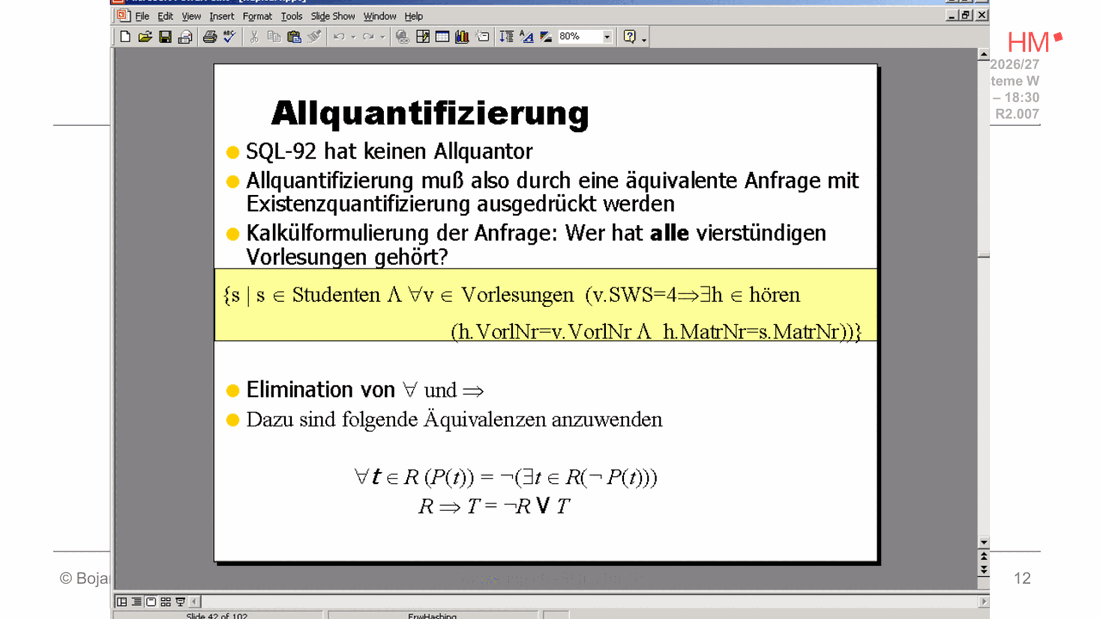 File Edit View Insert Format Tools Slide Show Window Help
80%
HM
2026/27
teme W
– 18:30
R2.007
Allquantifizierung
SQL-92 hat keinen Allquantor
Allquantifizierung muß also durch eine äquivalente Anfrage mit
Existenzquantifizierung ausgedrückt werden
Kalkülformulierung der Anfrage: Wer hat alle vierstündigen
Vorlesungen gehört?
{s | s ∈ Studenten Λ ∀v ∈ Vorlesungen (v.SWS=4⇒∃h ∈ hören
(h.VorlNr=v.VorlNr Λ h.MatrNr=s.MatrNr))}
Elimination von ∀ und ⇒
Dazu sind folgende Äquivalenzen anzuwenden
∀t ∈ R (P(t)) = ¬(∃t ∈ R(¬ P(t)))
R ⇒ T = ¬R V T
© Boja
12
Slide 42 of 102 ErwHashing